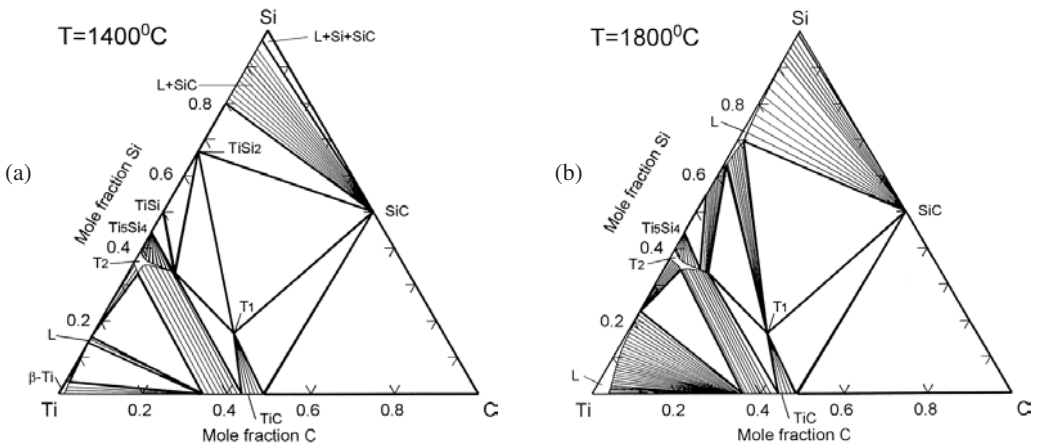 (a)
T=1400⁰C
Si
L+Si+SiC
L+SiC
0.8
TiSi2
Mole fraction Si
0.6
TiSi
SiC
Ti5Si4
0.4
T2
T1
0.2
L
β-Ti
Ti
0.2
0.4
0.6
0.8
C
TiC
Mole fraction C
(b)
T=1800⁰C
Si
0.8
L
Mole fraction Si
0.6
SiC
Ti5Si4
0.4
T2
T1
0.2
L
Ti
0.2
0.4
0.6
0.8
C
TiC
Mole fraction C